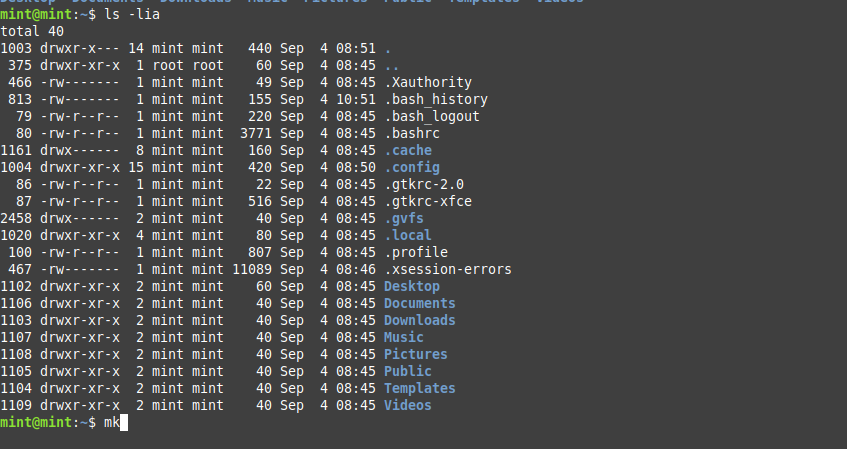 Desktop Documents Downloads Music Pictures Public Templates Videos
mint@mint:~$ ls -lia
total 40
1003 drwxr-x--- 14 mint mint   440 Sep  4 08:51 .
 375 drwxr-xr-x  1 root root    60 Sep  4 08:45 ..
 466 -rw-------  1 mint mint    49 Sep  4 08:45 .Xauthority
 813 -rw-------  1 mint mint   155 Sep  4 10:51 .bash_history
  79 -rw-r--r--  1 mint mint   220 Sep  4 08:45 .bash_logout
  80 -rw-r--r--  1 mint mint  3771 Sep  4 08:45 .bashrc
1161 drwx------  8 mint mint   160 Sep  4 08:45 .cache
1004 drwxr-xr-x 15 mint mint   420 Sep  4 08:50 .config
  86 -rw-r--r--  1 mint mint    22 Sep  4 08:45 .gtkrc-2.0
  87 -rw-r--r--  1 mint mint   516 Sep  4 08:45 .gtkrc-xfce
2458 drwx------  2 mint mint    40 Sep  4 08:45 .gvfs
1020 drwxr-xr-x  4 mint mint    80 Sep  4 08:45 .local
 100 -rw-r--r--  1 mint mint   807 Sep  4 08:45 .profile
 467 -rw-------  1 mint mint 11089 Sep  4 08:46 .xsession-errors
1102 drwxr-xr-x  2 mint mint    60 Sep  4 08:45 Desktop
1106 drwxr-xr-x  2 mint mint    40 Sep  4 08:45 Documents
1103 drwxr-xr-x  2 mint mint    40 Sep  4 08:45 Downloads
1107 drwxr-xr-x  2 mint mint    40 Sep  4 08:45 Music
1108 drwxr-xr-x  2 mint mint    40 Sep  4 08:45 Pictures
1105 drwxr-xr-x  2 mint mint    40 Sep  4 08:45 Public
1104 drwxr-xr-x  2 mint mint    40 Sep  4 08:45 Templates
1109 drwxr-xr-x  2 mint mint    40 Sep  4 08:45 Videos
mint@mint:~$ mk